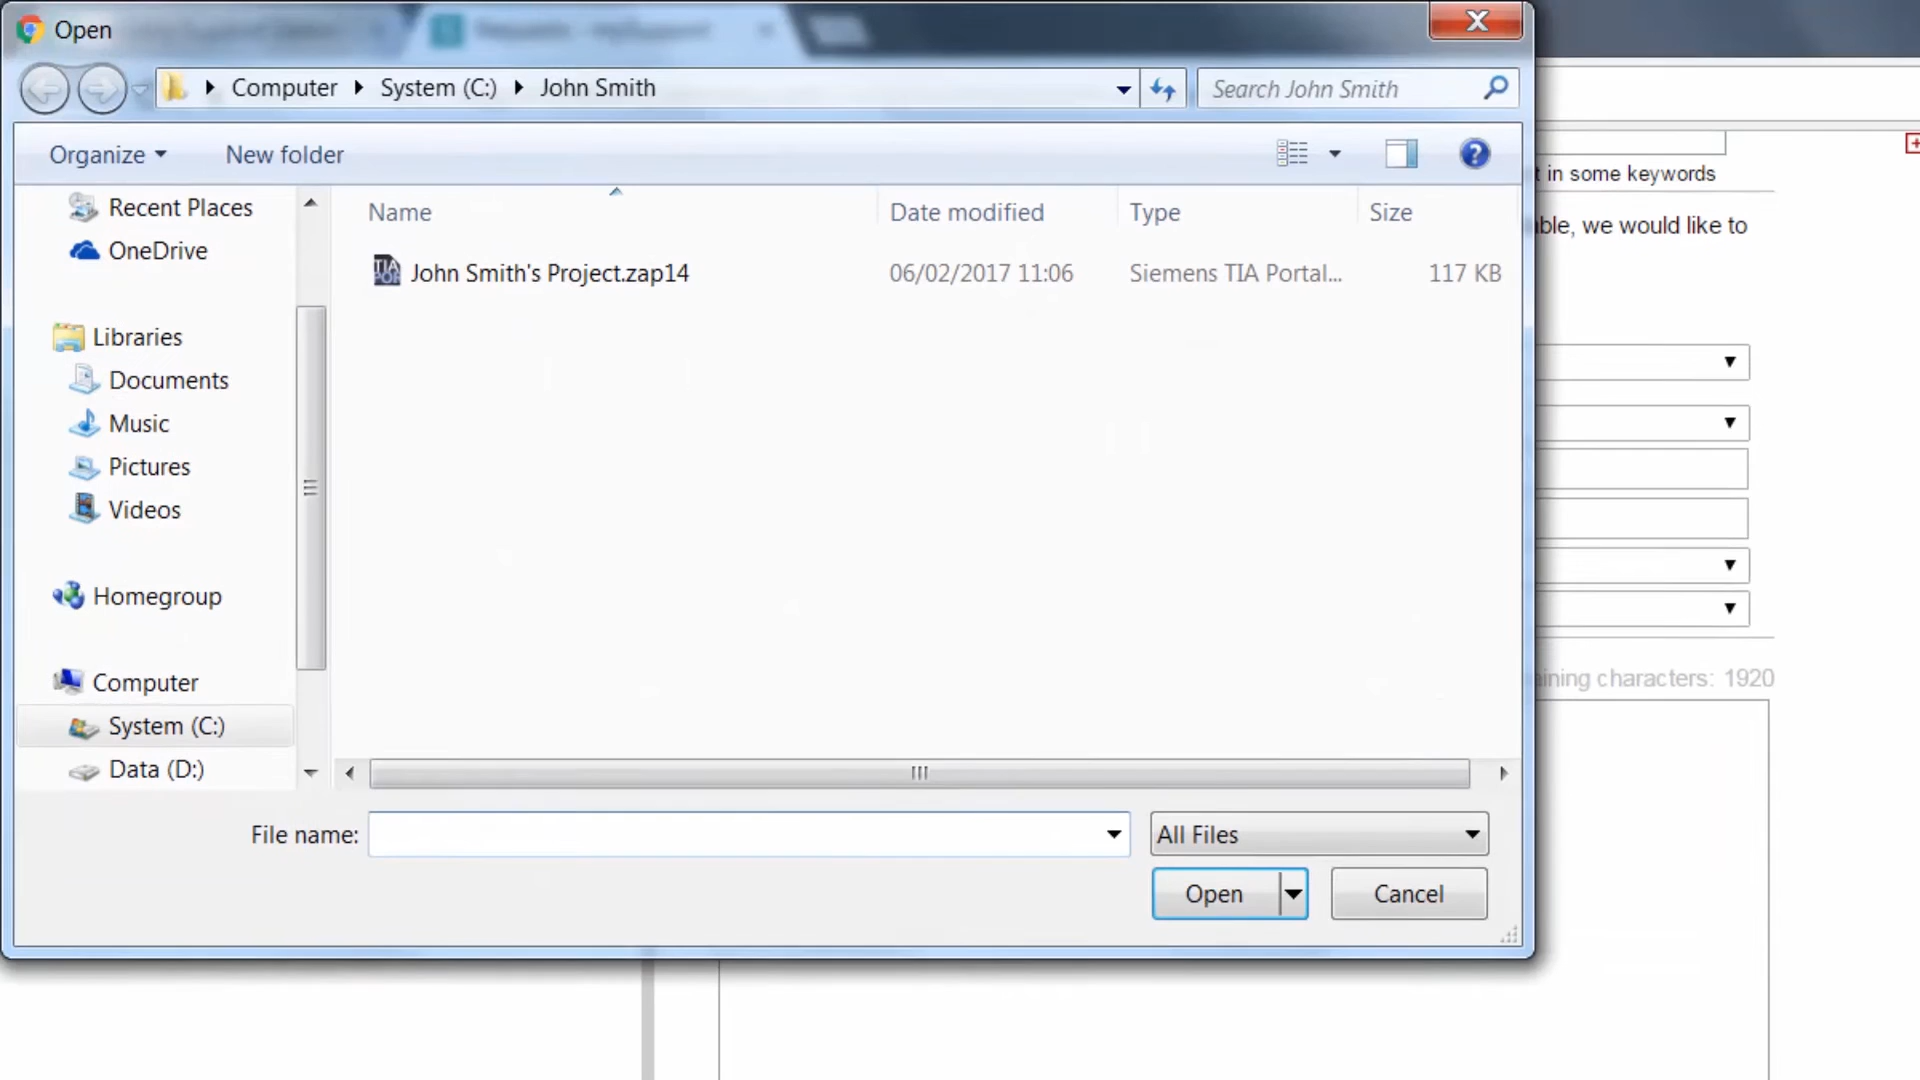 Open
Computer System (C:) John Smith
Search John Smith
Organize New folder
Recent Places
OneDrive
Libraries
Documents
Music
Pictures
Videos
Homegroup
Computer
System (C:)
Data (D:)
Name Date modified Type Size
John Smith's Project.zap14 06/02/2017 11:06 Siemens TIA Portal... 117 KB
File name:
All Files
Open Cancel
in some keywords
, we would like to
characters: 1920